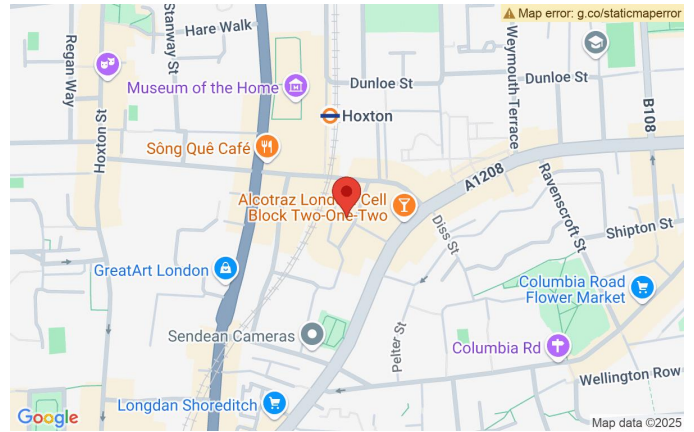 Map error: g.co/staticmaperror
Hare Walk
Stanway St
Regan Way
Weymouth Terrace
Dunloe St
Dunloe St
Museum of the Home
Hoxton
B108
Hoxton St
Sông Quê Café
A1208
Alcotraz London: Cell
Block Two-One-Two
Ravenscroft St
Diss St
Shipton St
GreatArt London
Columbia Road
Flower Market
Sendean Cameras
Pelter St
Columbia Rd
Wellington Row
Longdan Shoreditch
Google
Map data ©2025